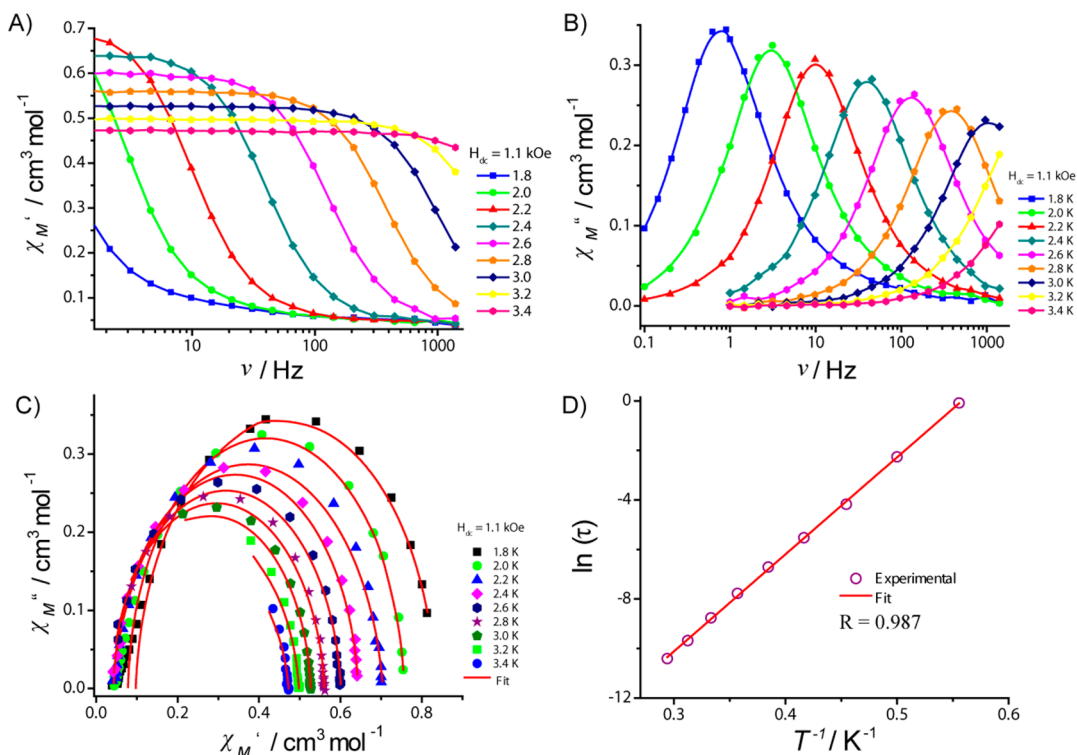 A)
χM′ / cm3 mol-1
0.7
0.6
0.5
0.4
0.3
0.2
0.1
10
100
1000
ν / Hz
Hdc = 1.1 kOe
1.8
2.0
2.2
2.4
2.6
2.8
3.0
3.2
3.4
B)
χM″ / cm3 mol-1
0.3
0.2
0.1
0.0
0.1
1
10
100
1000
ν / Hz
Hdc = 1.1 kOe
1.8 K
2.0 K
2.2 K
2.4 K
2.6 K
2.8 K
3.0 K
3.2 K
3.4 K
C)
χM″ / cm3 mol-1
0.3
0.2
0.1
0.0
0.0
0.2
0.4
0.6
0.8
χM′ / cm3 mol-1
Hdc = 1.1 kOe
1.8 K
2.0 K
2.2 K
2.4 K
2.6 K
2.8 K
3.0 K
3.2 K
3.4 K
Fit
D)
ln (τ)
0
-4
-8
-12
0.3
0.4
0.5
0.6
T-1/ K-1
Experimental
Fit
R = 0.987